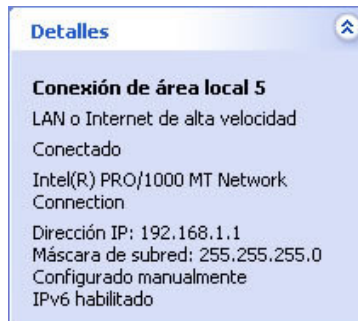 Detalles
Conexión de área local 5
LAN o Internet de alta velocidad
Conectado
Intel(R) PRO/1000 MT Network
Connection
Dirección IP: 192.168.1.1
Máscara de subred: 255.255.255.0
Configurado manualmente
IPv6 habilitado